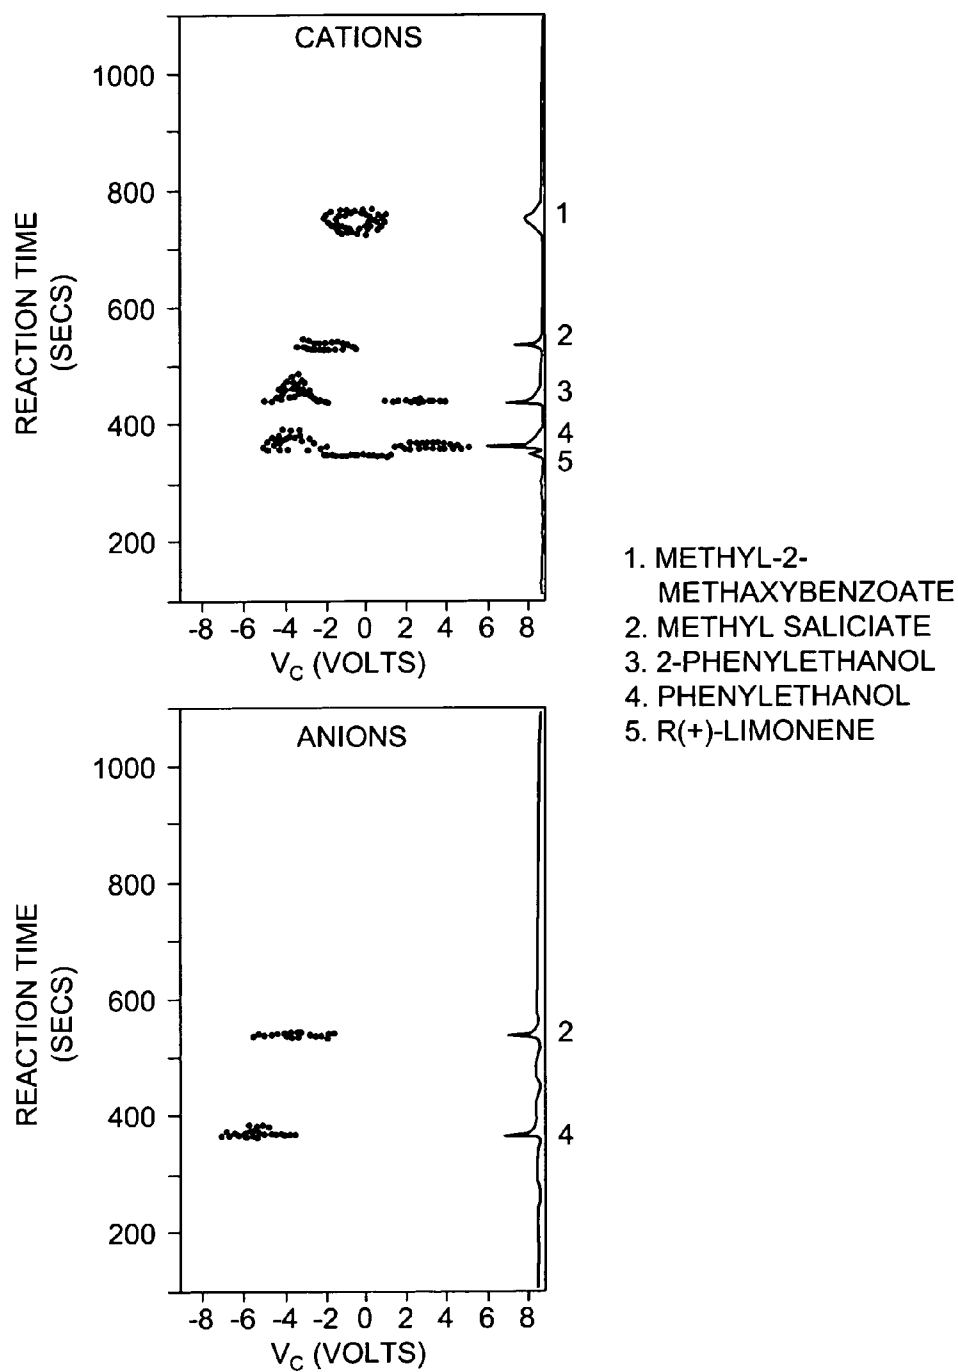 CATIONS
1000
800
600
400
200
REACTION TIME
(SECS)
1
2
3
4
5
-8 -6 -4 -2 0 2 4 6 8
VC (VOLTS)
1. METHYL-2-
METHAXYBENZOATE
2. METHYL SALICIATE
3. 2-PHENYLETHANOL
4. PHENYLETHANOL
5. R(+)-LIMONENE
ANIONS
1000
800
600
400
200
REACTION TIME
(SECS)
2
4
-8 -6 -4 -2 0 2 4 6 8
VC (VOLTS)